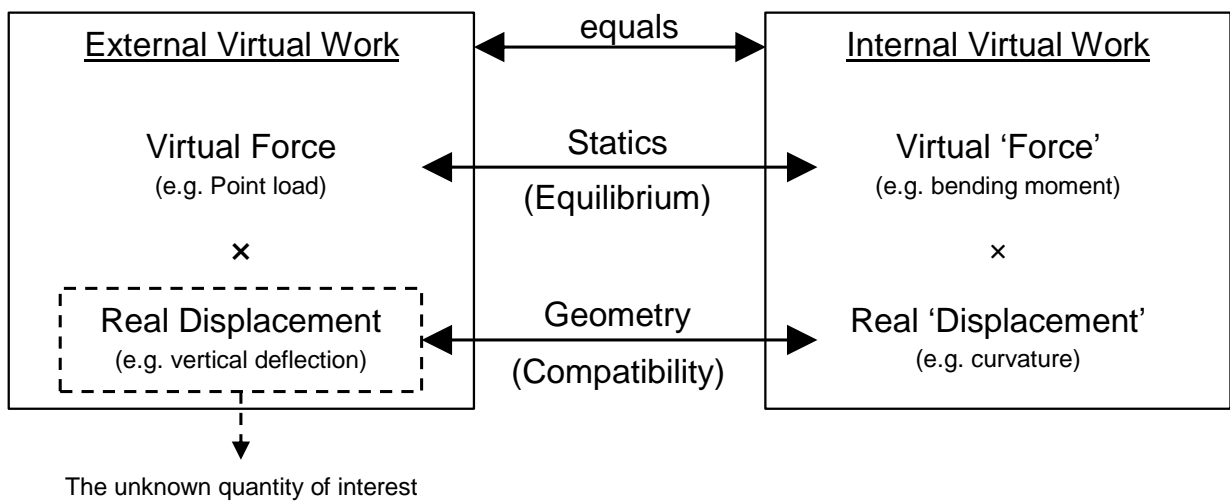 External Virtual Work
equals
Internal Virtual Work
Virtual Force
(e.g. Point load)
Statics
(Equilibrium)
Virtual ‘Force’
(e.g. bending moment)
×
×
Real Displacement
(e.g. vertical deflection)
Geometry
(Compatibility)
Real ‘Displacement’
(e.g. curvature)
The unknown quantity of interest